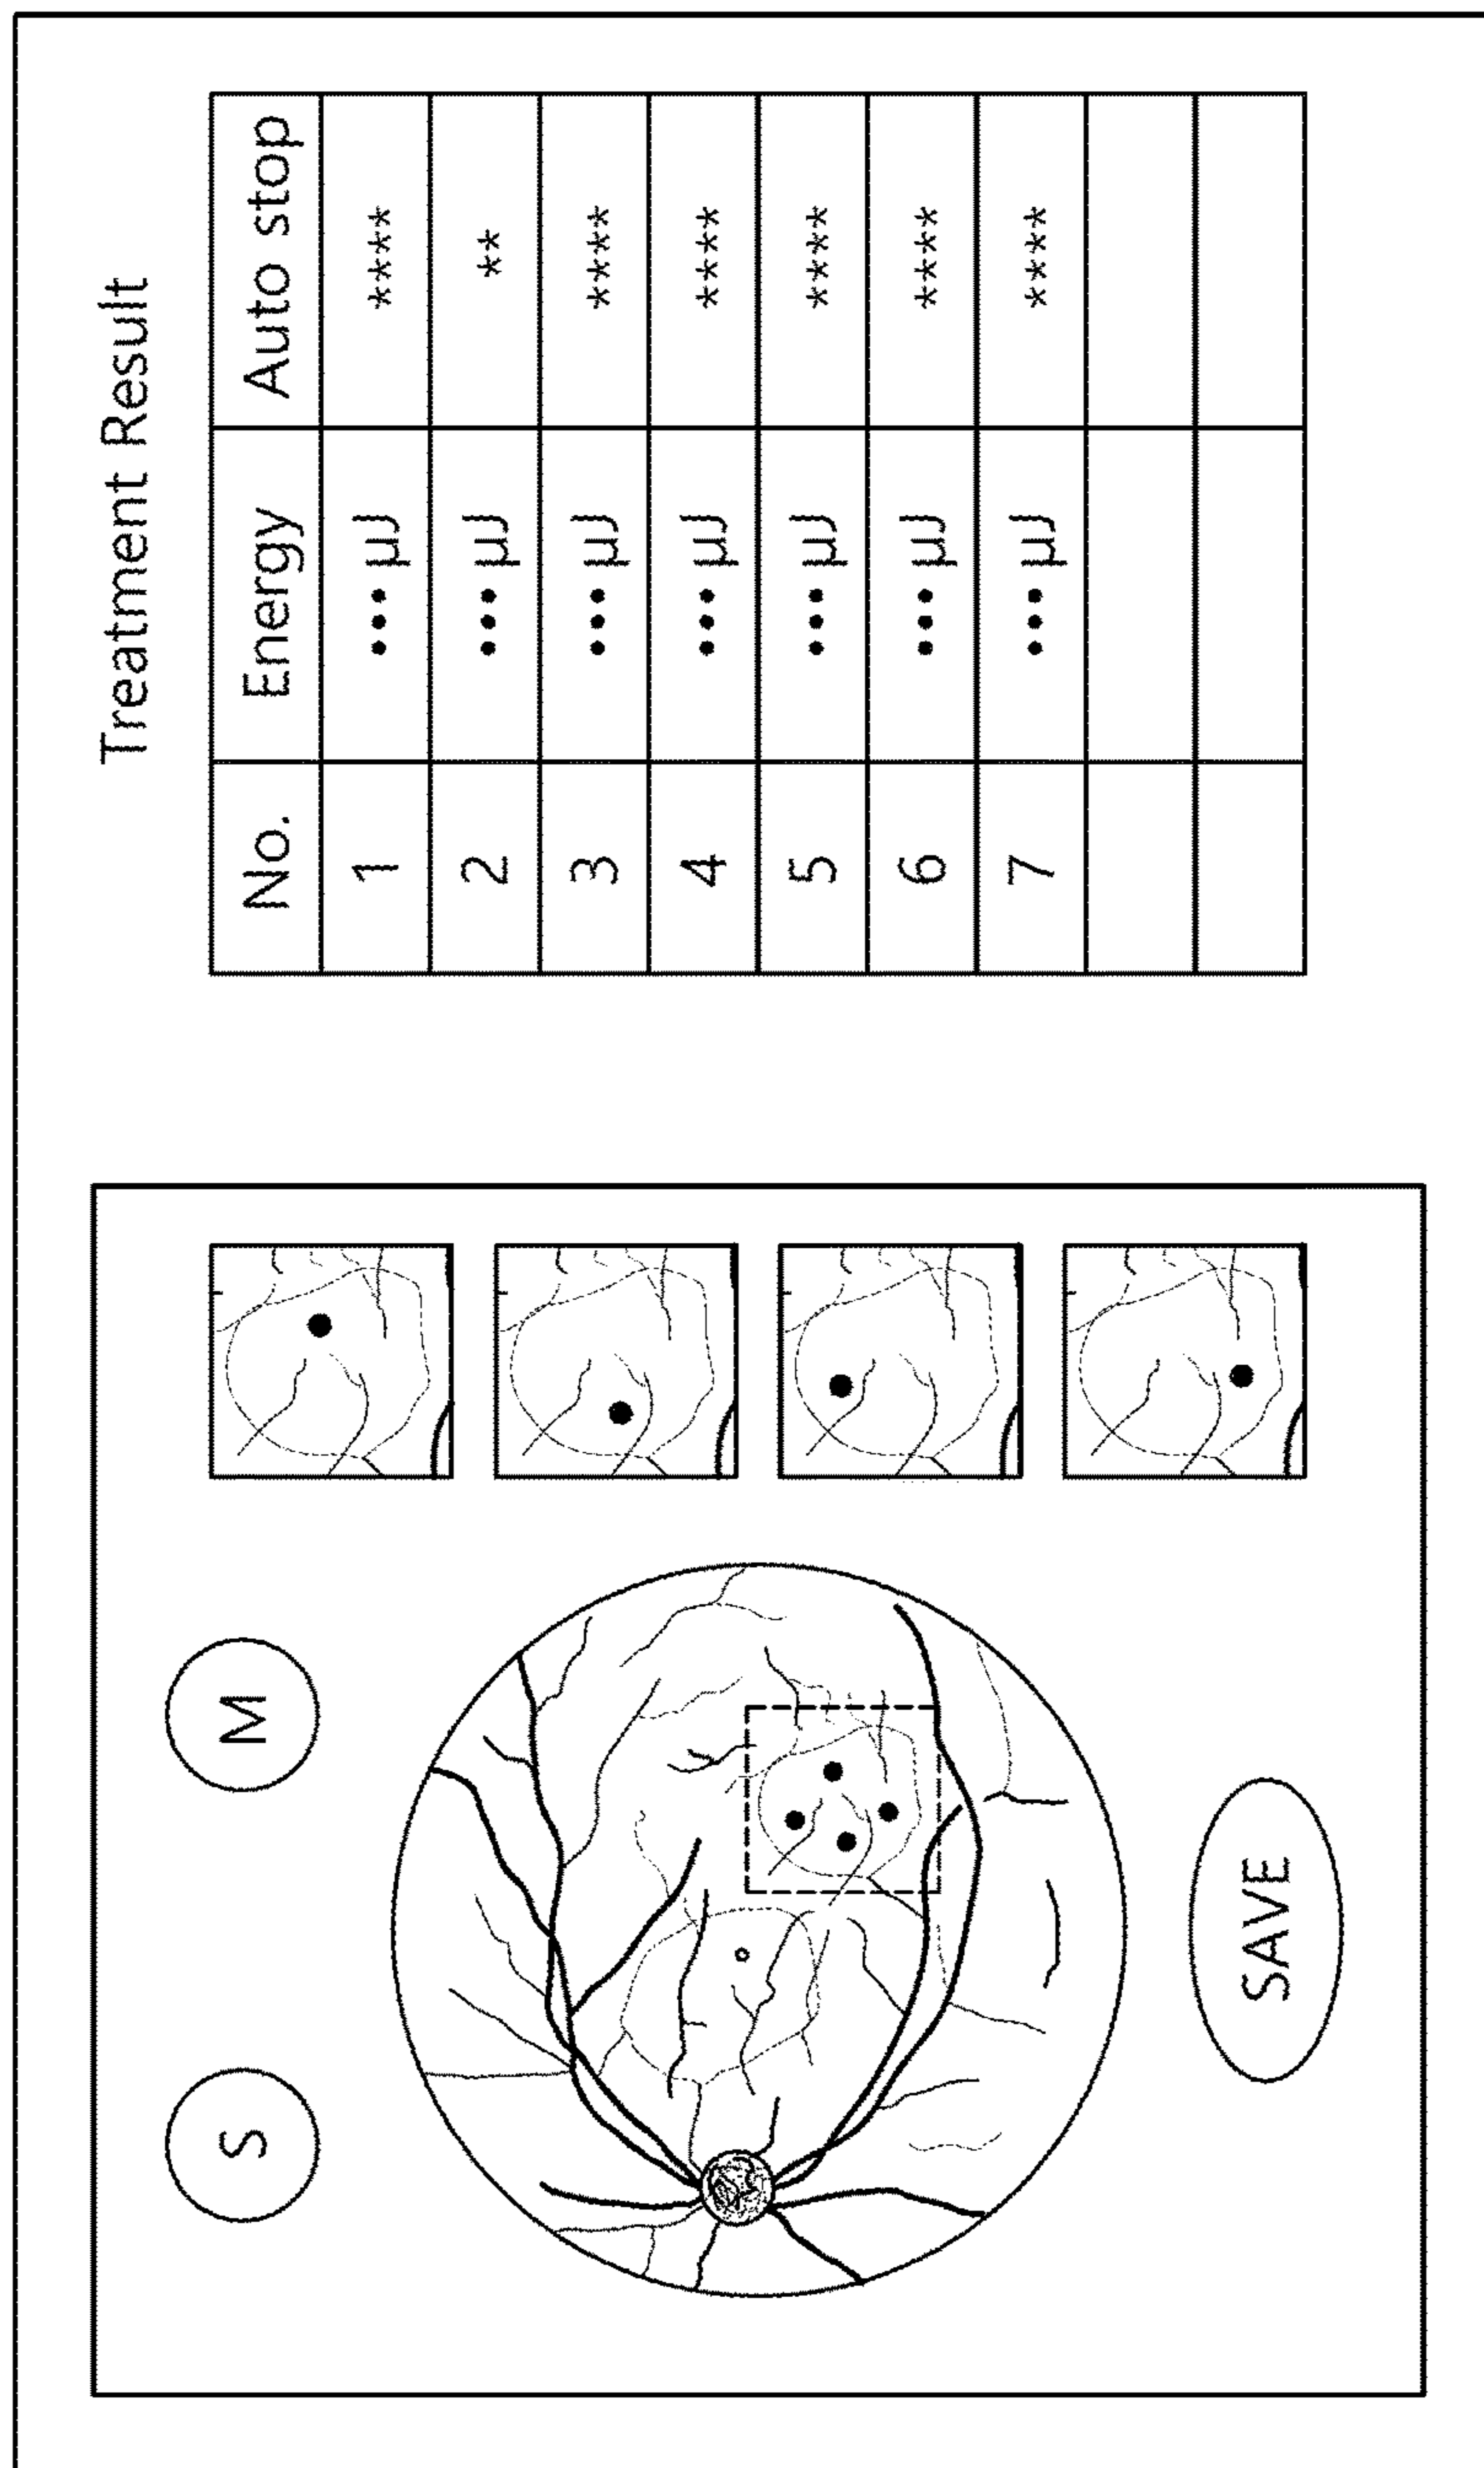 S
M
SAVE
Treatment Result
No. Energy Auto stop
1 ••• µJ ****
2 ••• µJ **
3 ••• µJ ****
4 ••• µJ ****
5 ••• µJ ****
6 ••• µJ ****
7 ••• µJ ****